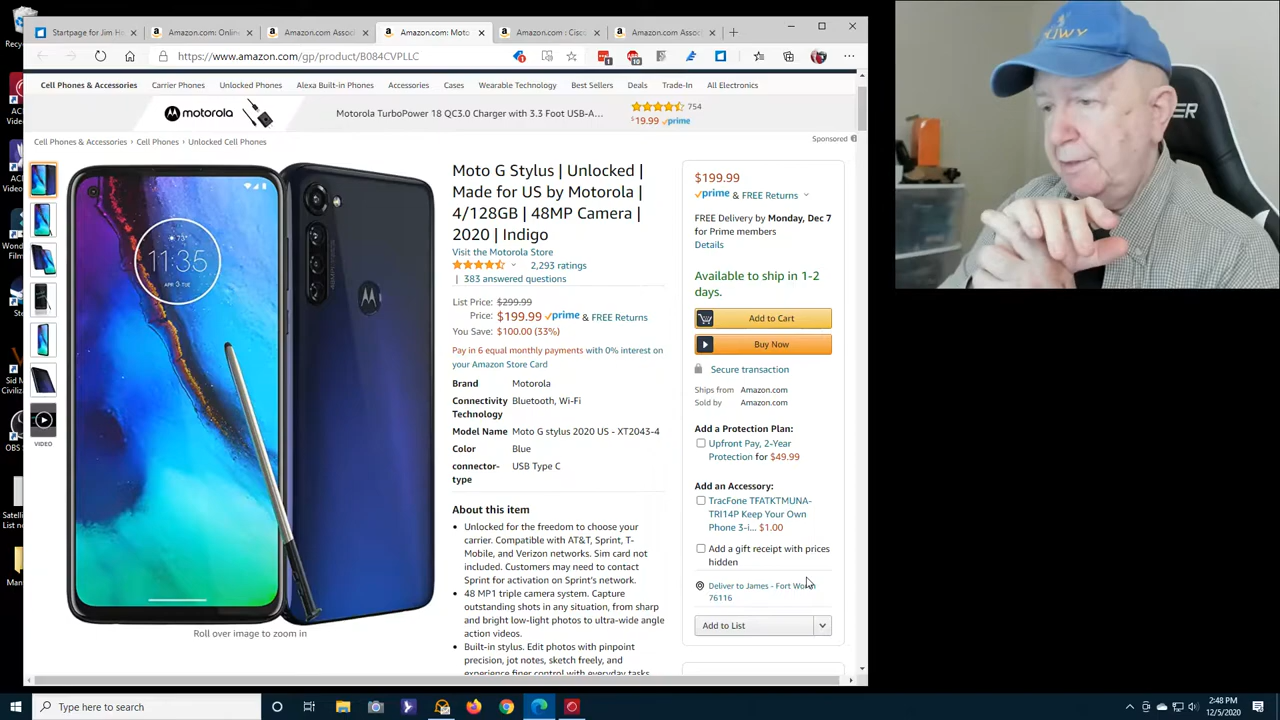 Startpage for Jim Ha
Amazon.com: Onlin
Amazon.com Assoc
Amazon.com: Moto
Amazon.com : Cisco
Amazon.com Assoc
https://www.amazon.com/gp/product/B084CVPLLC
Cell Phones & Accessories Carrier Phones Unlocked Phones Alexa Built-in Phones Accessories Cases Wearable Technology Best Sellers Deals Trade-In All Electronics
MOTOROLA
Motorola TurboPower 18 QC3.0 Charger with 3.3 Foot USB-A...
754
$19.99 prime
Sponsored
Cell Phones & Accessories › Cell Phones › Unlocked Cell Phones
73°
11:35
APR 3 TUE
VIDEO
Roll over image to zoom in
Moto G Stylus | Unlocked |
Made for US by Motorola |
4/128GB | 48MP Camera |
2020 | Indigo
Visit the Motorola Store
2,293 ratings
| 383 answered questions
List Price: $299.99
Price: $199.99 prime & FREE Returns
You Save: $100.00 (33%)
Pay in 6 equal monthly payments with 0% interest on
your Amazon Store Card
Brand Motorola
Connectivity Bluetooth, Wi-Fi
Technology
Model Name Moto G stylus 2020 US - XT2043-4
Color Blue
connector- USB Type C
type
About this item
• Unlocked for the freedom to choose your
carrier. Compatible with AT&T, Sprint, T-
Mobile, and Verizon networks. Sim card not
included. Customers may need to contact
Sprint for activation on Sprint's network.
• 48 MP1 triple camera system. Capture
outstanding shots in any situation, from sharp
and bright low-light photos to ultra-wide angle
action videos.
• Built-in stylus. Edit photos with pinpoint
precision, jot notes, sketch freely, and
experience finer control with everyday tasks
$199.99
prime & FREE Returns
FREE Delivery by Monday, Dec 7
for Prime members
Details
Available to ship in 1-2
days.
Add to Cart
Buy Now
Secure transaction
Ships from Amazon.com
Sold by Amazon.com
Add a Protection Plan:
Upfront Pay, 2-Year
Protection for $49.99
Add an Accessory:
TracFone TFATKTMUNA-
TRI14P Keep Your Own
Phone 3-i... $1.00
Add a gift receipt with prices
hidden
Deliver to James - Fort Worth
76116
Add to List
Type here to search
2:48 PM
12/5/2020